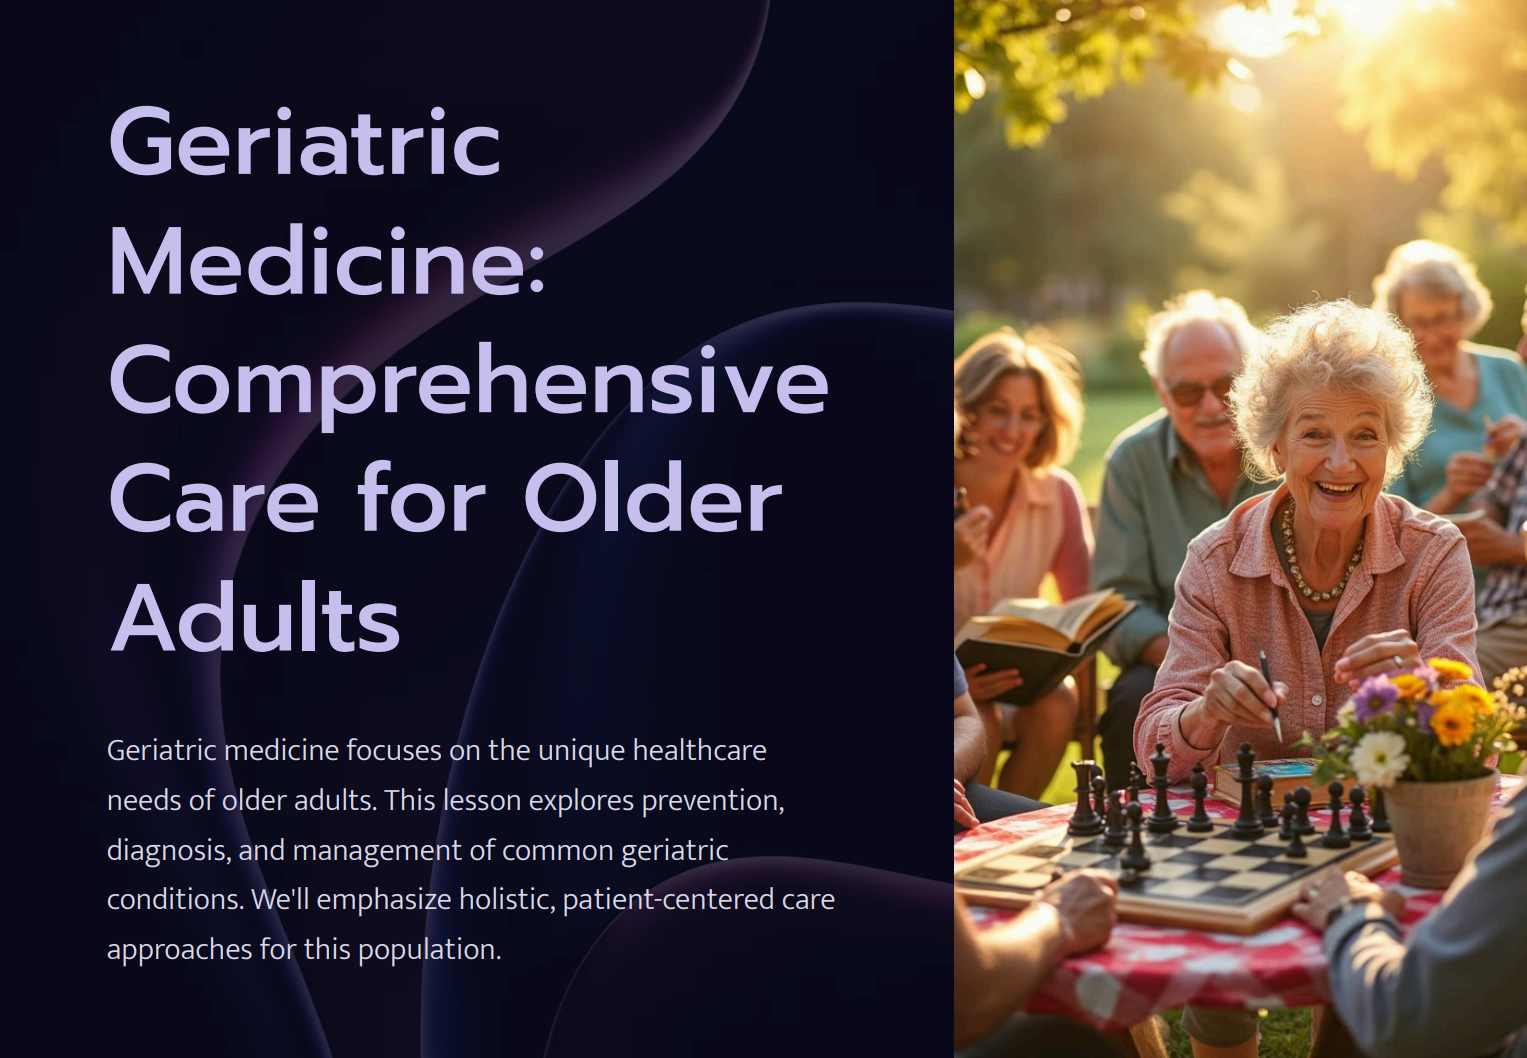 Geriatric
Medicine:
Comprehensive
Care for Older
Adults
Geriatric medicine focuses on the unique healthcare
needs of older adults. This lesson explores prevention,
diagnosis, and management of common geriatric
conditions. We'll emphasize holistic, patient-centered care
approaches for this population.